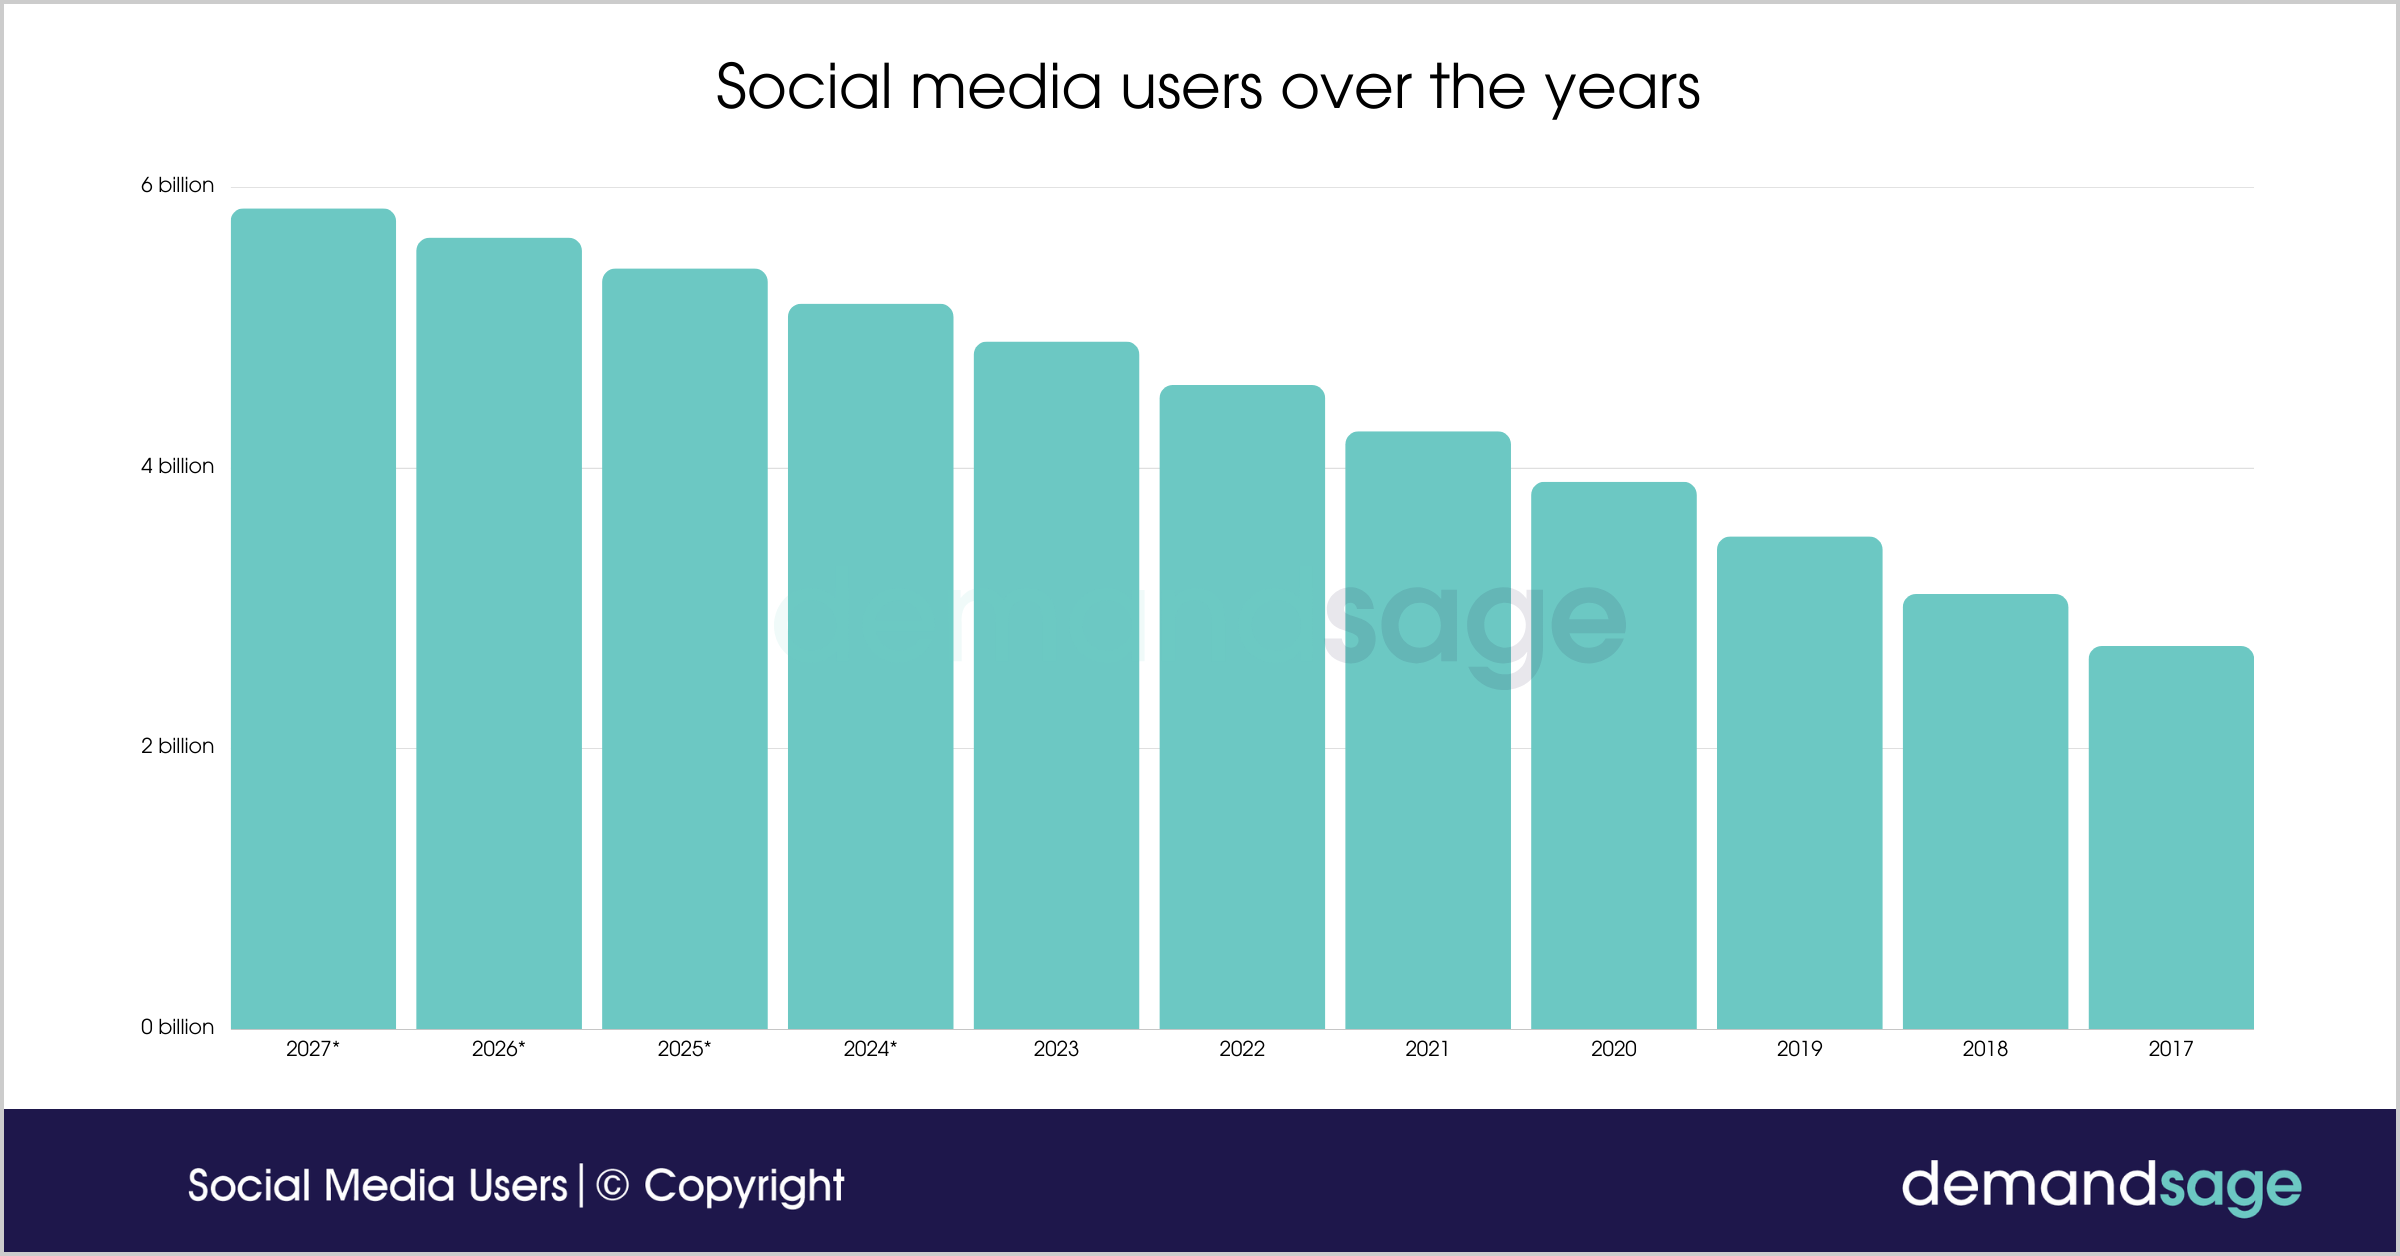 Social media users over the years
6 billion
4 billion
2 billion
0 billion
demandsage
2027* 2026* 2025* 2024* 2023 2022 2021 2020 2019 2018 2017
Social Media Users | © Copyright
demandsage